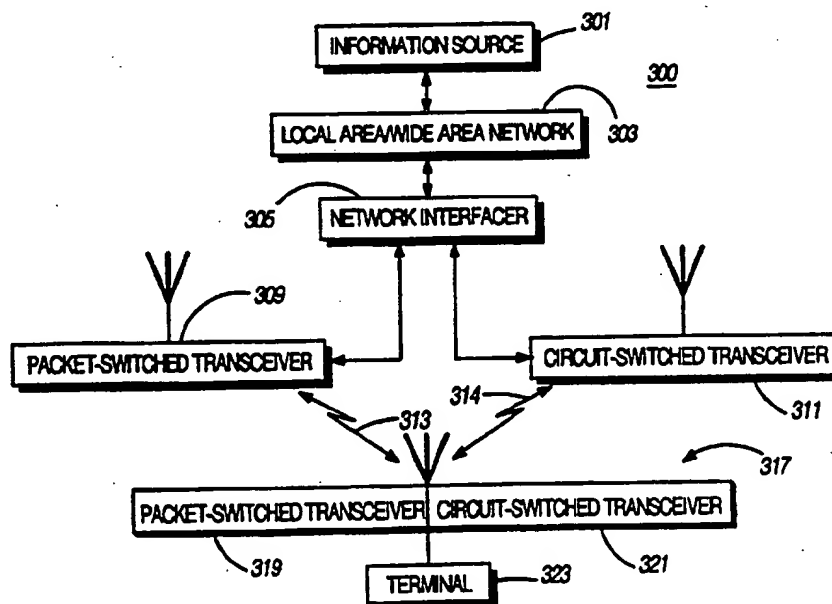 INFORMATION SOURCE
301
300
LOCAL AREA/WIDE AREA NETWORK
303
305
NETWORK INTERFACER
309
PACKET-SWITCHED TRANSCEIVER
CIRCUIT-SWITCHED TRANSCEIVER
313
314
311
317
PACKET-SWITCHED TRANSCEIVER
CIRCUIT-SWITCHED TRANSCEIVER
319
321
TERMINAL
323